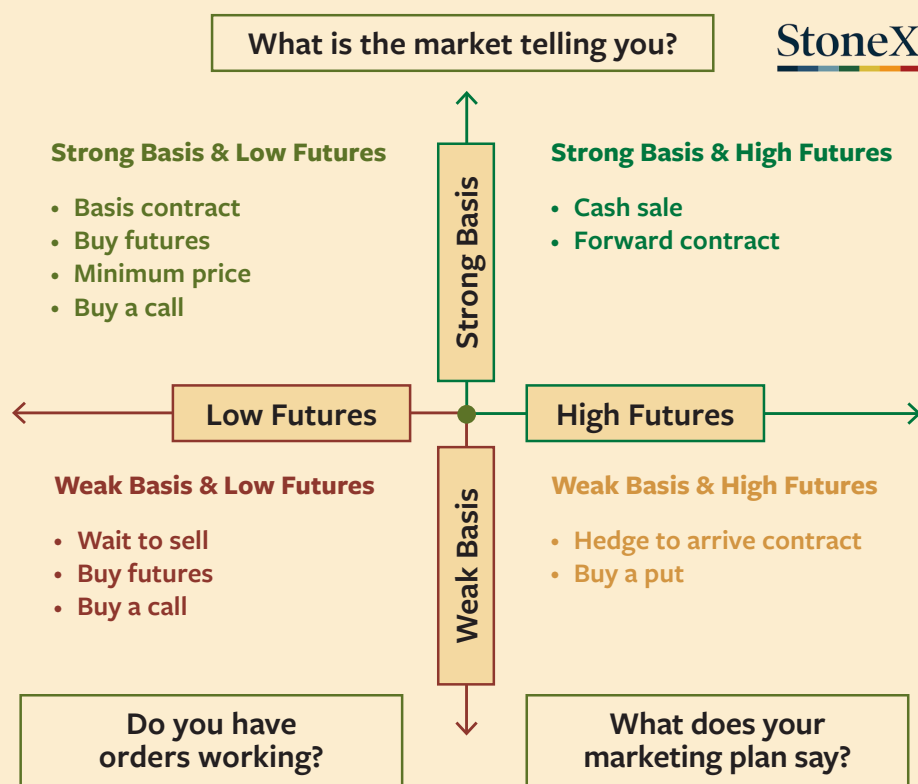 What is the market telling you?
StoneX
Strong Basis & Low Futures
• Basis contract
• Buy futures
• Minimum price
• Buy a call
Strong Basis
Strong Basis & High Futures
• Cash sale
• Forward contract
Low Futures
High Futures
Weak Basis & Low Futures
• Wait to sell
• Buy futures
• Buy a call
Weak Basis
Weak Basis & High Futures
• Hedge to arrive contract
• Buy a put
Do you have
orders working?
What does your
marketing plan say?